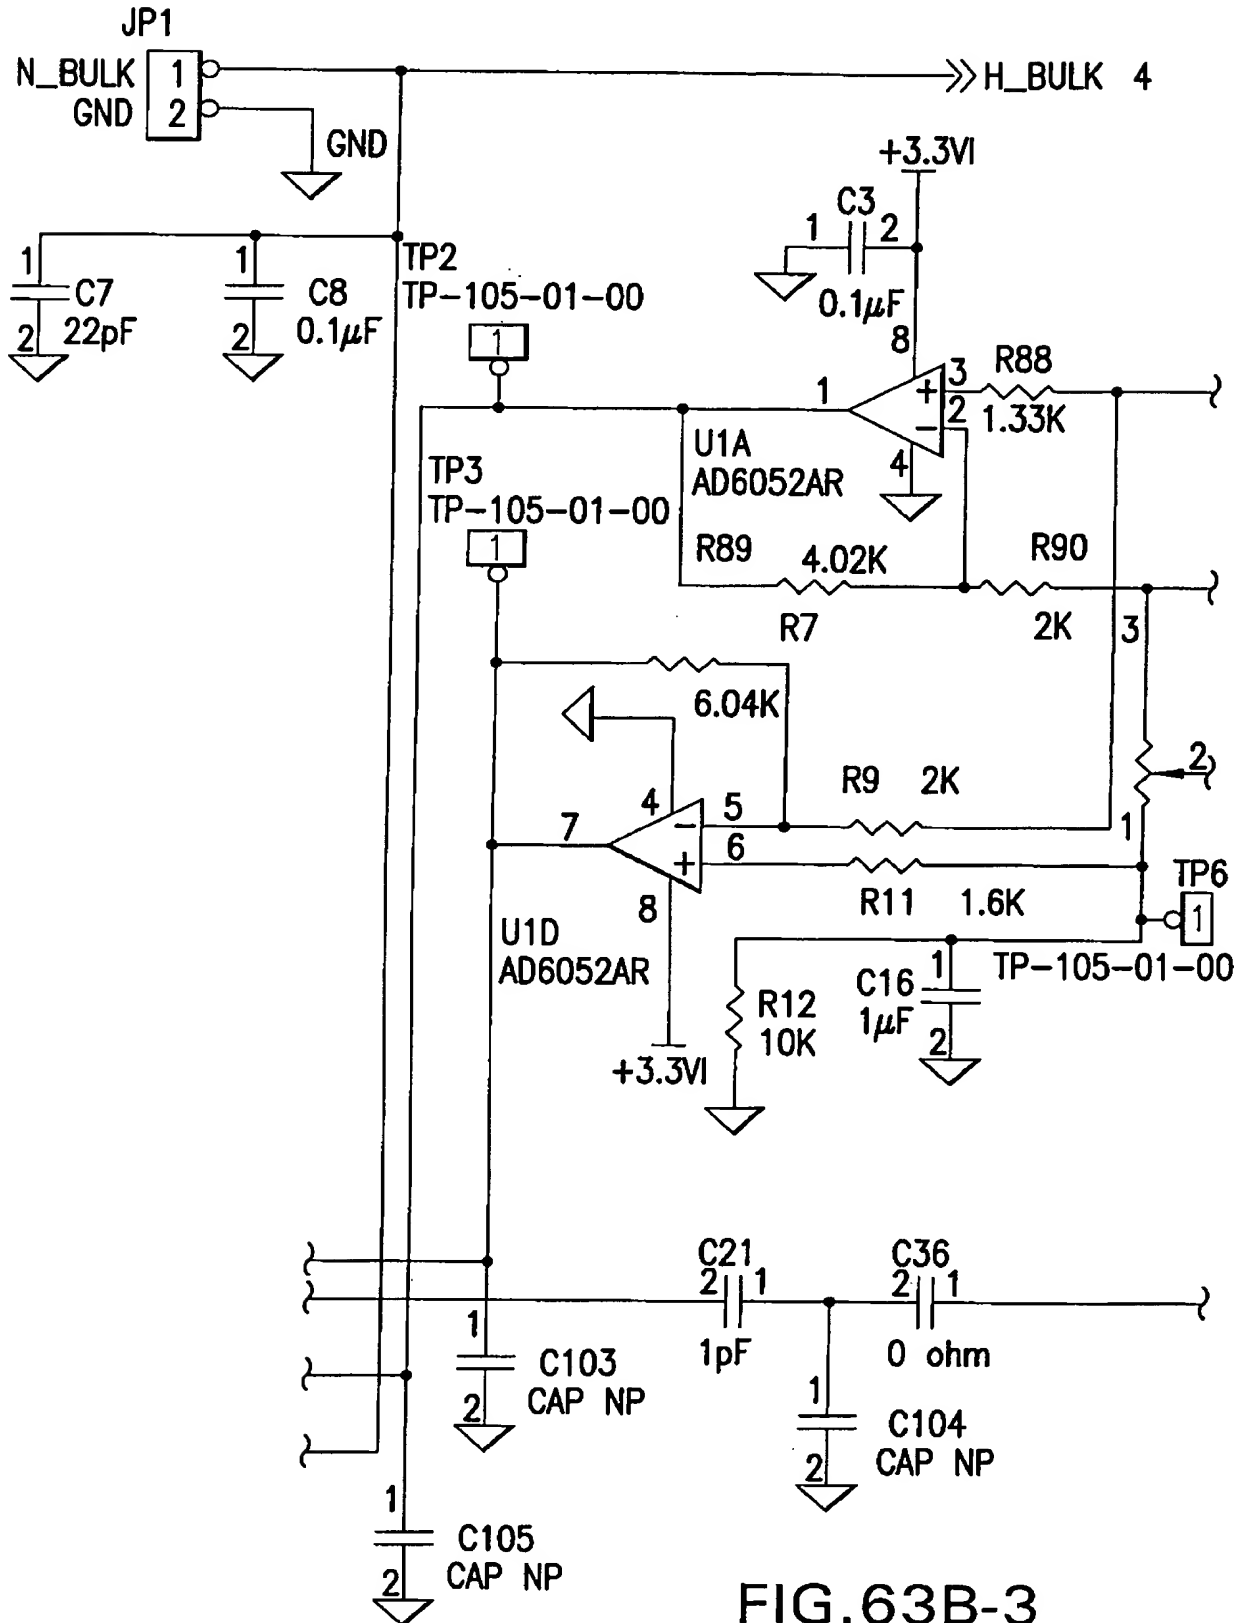 JP1
N_BULK 1
GND 2
H_BULK 4
GND
+3.3VI
C3
1 2
0.1μF
1
C7
22pF
2
1
C8
0.1μF
2
TP2
TP-105-01-00
1
8
1
+ 3
- 2
R88
1.33K
U1A
AD6052AR
4
TP3
TP-105-01-00
1
R89 4.02K
R90
R7
2K
3
6.04K
2
R9 2K
1
4
- 5
7
+ 6
R11 1.6K
8
U1D
AD6052AR
TP6
1
TP-105-01-00
1
C16
1μF
2
R12
10K
+3.3VI
C21
2 1
1pF
C36
2 1
0 ohm
1
C103
CAP NP
2
1
C104
CAP NP
2
1
C105
CAP NP
2
FIG.63B-3